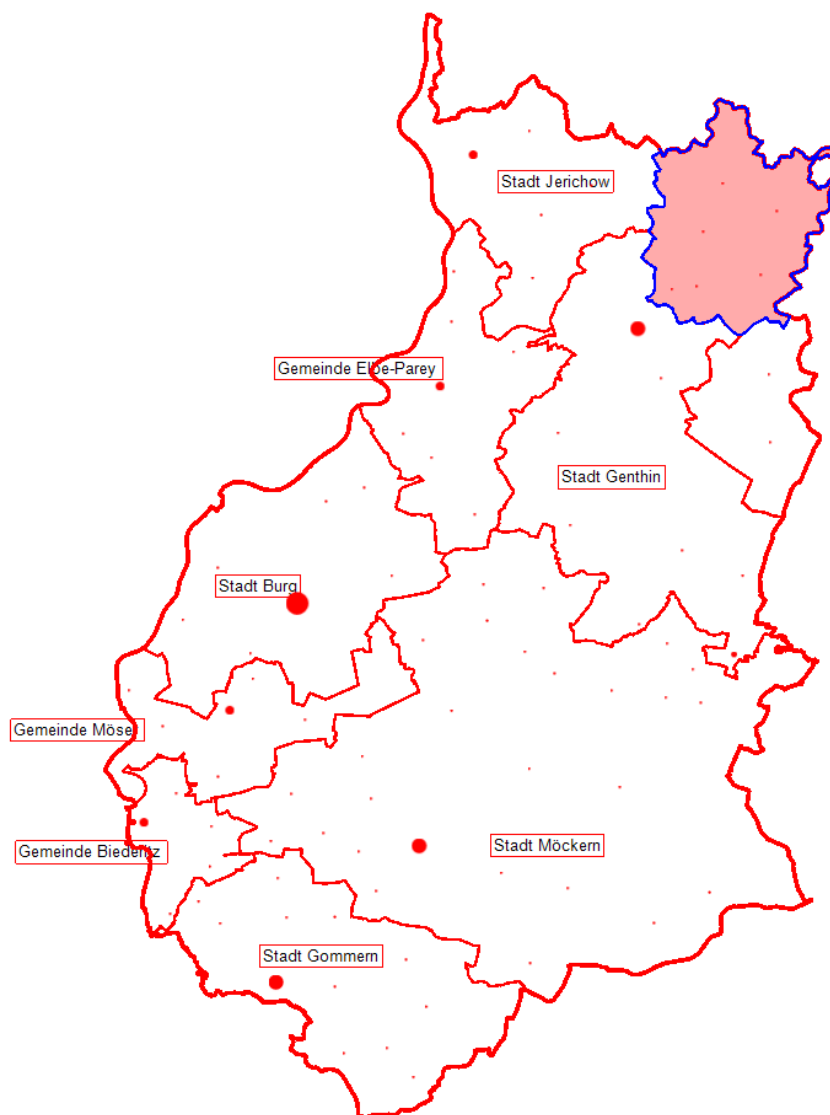 Stadt Jerichow
Gemeinde Elbe-Parey
Stadt Genthin
Stadt Burg
Gemeinde Möser
Gemeinde Biederitz
Stadt Möckern
Stadt Gommern